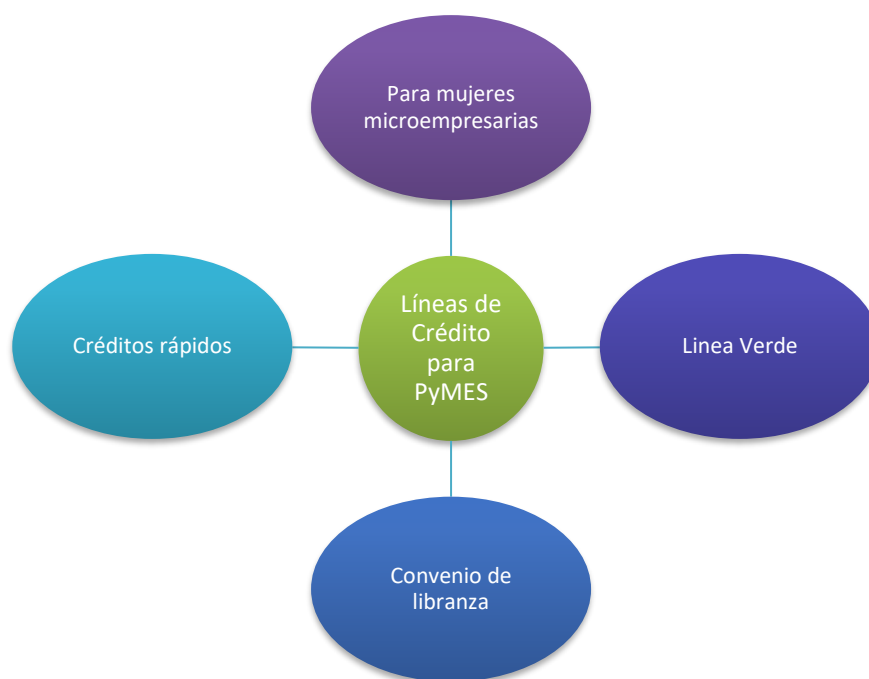 Para mujeres
microempresarias
Créditos rápidos
Líneas de
Crédito
para
PyMES
Linea Verde
Convenio de
libranza